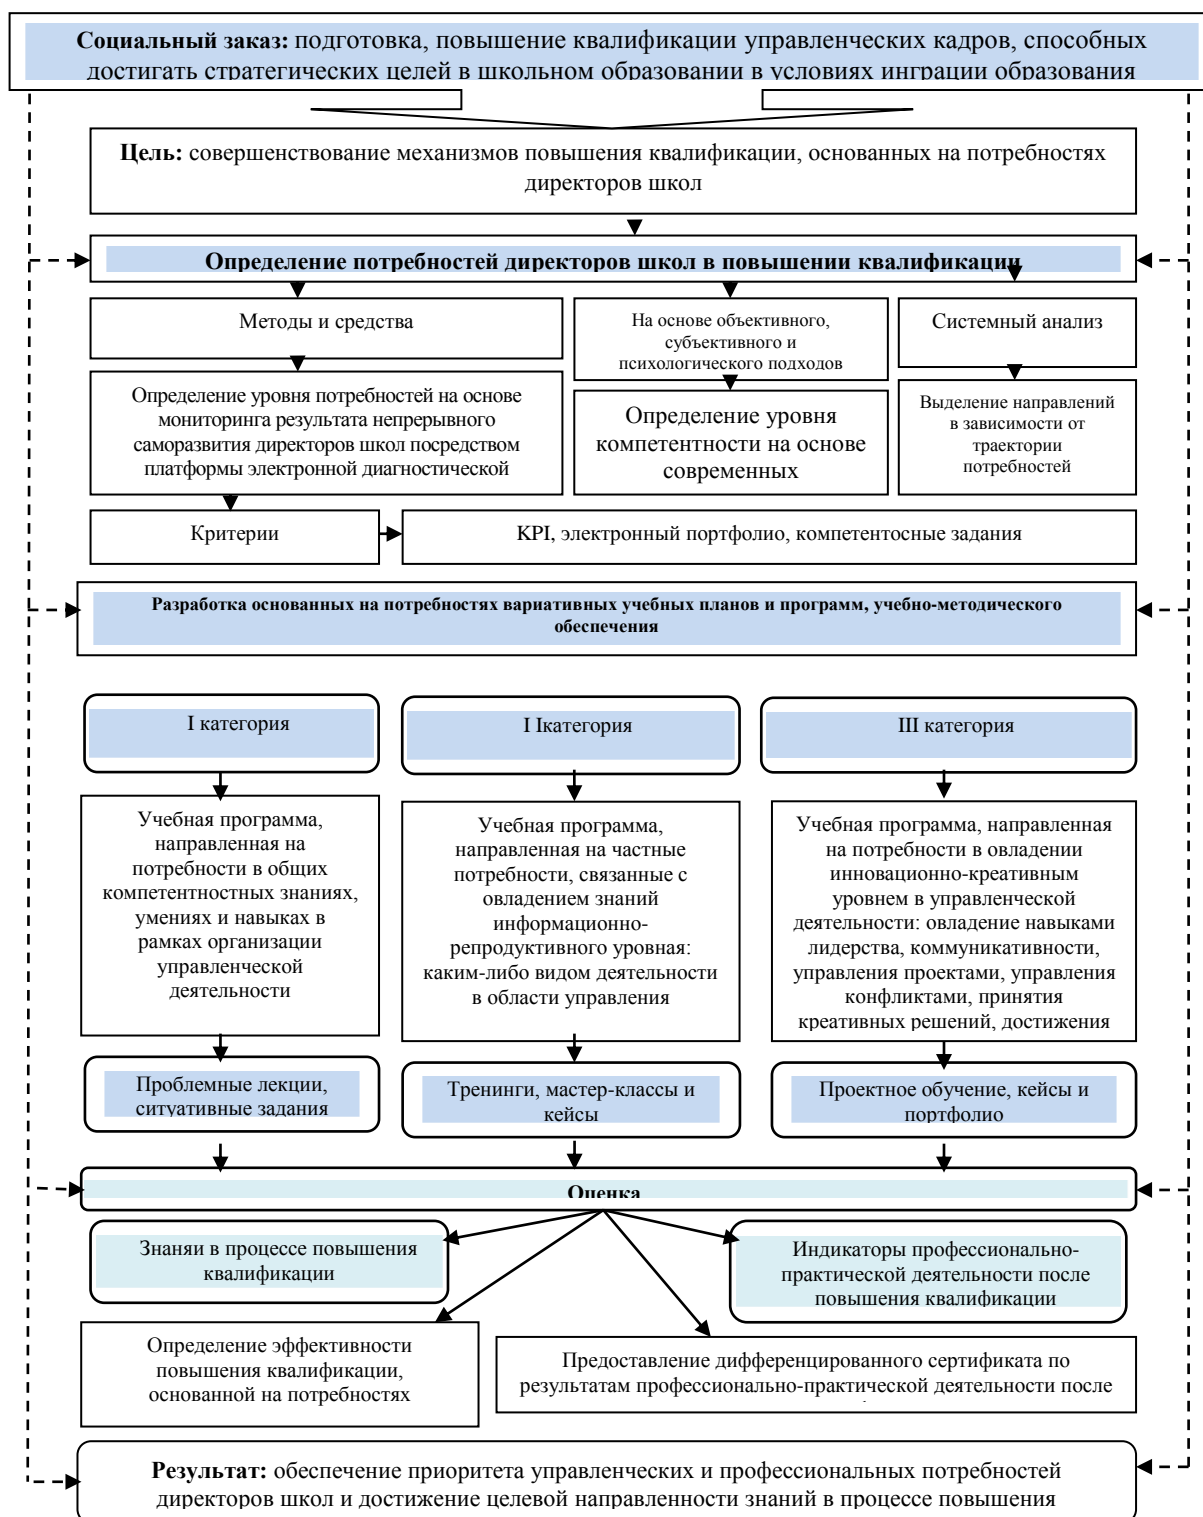 Социальный заказ: подготовка, повышение квалификации управленческих кадров, способных
достигать стратегических целей в школьном образовании в условиях инграции образования
Цель: совершенствование механизмов повышения квалификации, основанных на потребностях
директоров школ
Определение потребностей директоров школ в повышении квалификации
Методы и средства
На основе объективного,
субъективного и
психологического подходов
Системный анализ
Определение уровня потребностей на основе
мониторинга результата непрерывного
саморазвития директоров школ посредством
платформы электронной диагностической
Определение уровня
компетентности на основе
современных
Выделение направлений
в зависимости от
траектории
потребностей
Критерии
KPI, электронный портфолио, компетентосные задания
Разработка основанных на потребностях вариативных учебных планов и программ, учебно-методического
обеспечения
I категория
I Iкатегория
III категория
Учебная программа,
направленная на
потребности в общих
компетентностных знаниях,
умениях и навыках в
рамках организации
управленческой
деятельности
Учебная программа,
направленная на частные
потребности, связанные с
овладением знаний
информационно-
репродуктивного уровная:
каким-либо видом деятельности
в области управления
Учебная программа, направленная
на потребности в овладении
инновационно-креативным
уровнем в управленческой
деятельности: овладение навыками
лидерства, коммуникативности,
управления проектами, управления
конфликтами, принятия
креативных решений, достижения
Проблемные лекции,
ситуативные задания
Тренинги, мастер-классы и
кейсы
Проектное обучение, кейсы и
портфолио
Оценка
Знаняи в процессе повышения
квалификации
Индикаторы профессионально-
практической деятельности после
повышения квалификации
Определение эффективности
повышения квалификации,
основанной на потребностях
Предоставление дифференцированного сертификата по
результатам профессионально-практической деятельности после
Результат: обеспечение приоритета управленческих и профессиональных потребностей
директоров школ и достижение целевой направленности знаний в процессе повышения